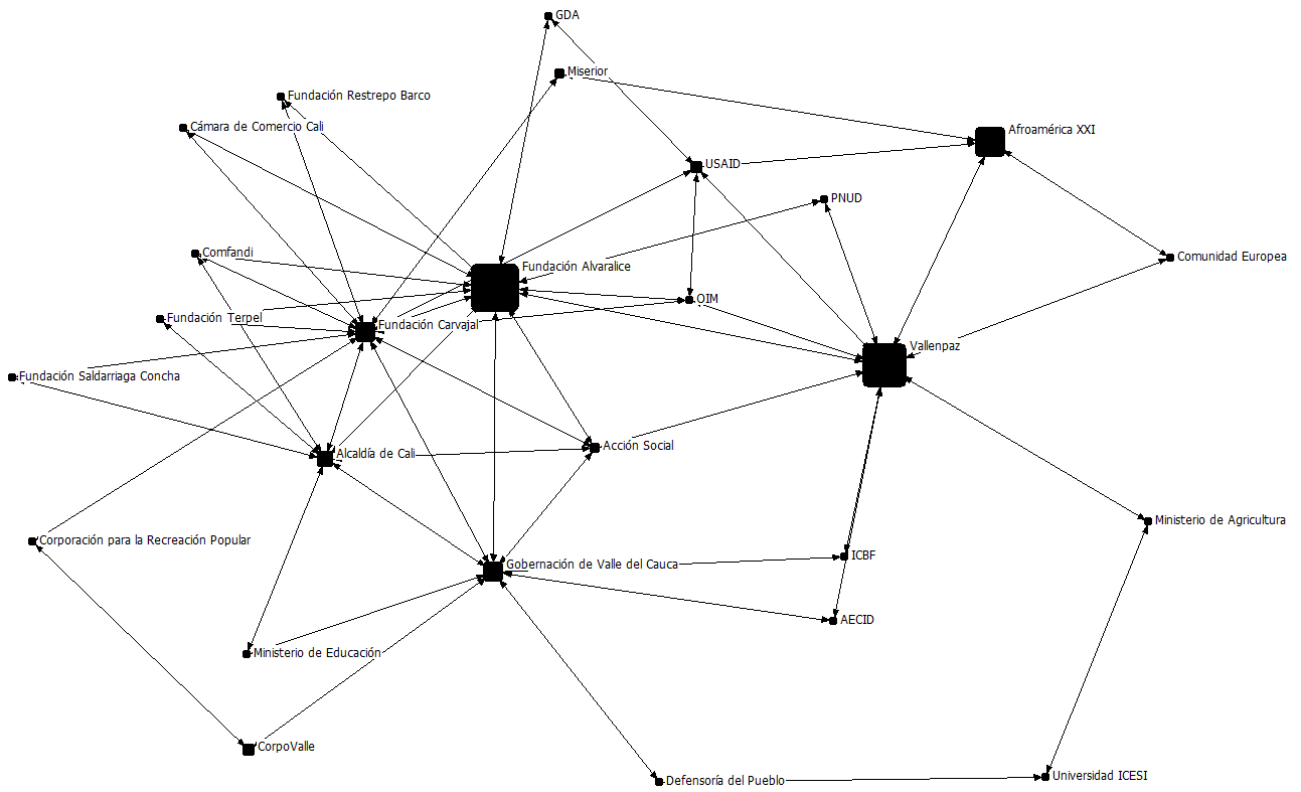 GDA
Miserior
Fundación Restrepo Barco
Cámara de Comercio Cali
Afroamérica XXI
USAID
PNUD
Comfandi
Fundación Alvaralice
Comunidad Europea
OIM
Fundación Terpel
Fundación Carvajal
Vallenpaz
Fundación Saldarriaga Concha
Alcaldía de Cali
Acción Social
Ministerio de Agricultura
Corporación para la Recreación Popular
Gobernación de Valle del Cauca
ICBF
AECID
Ministerio de Educación
CorpoValle
Defensoría del Pueblo
Universidad ICESI